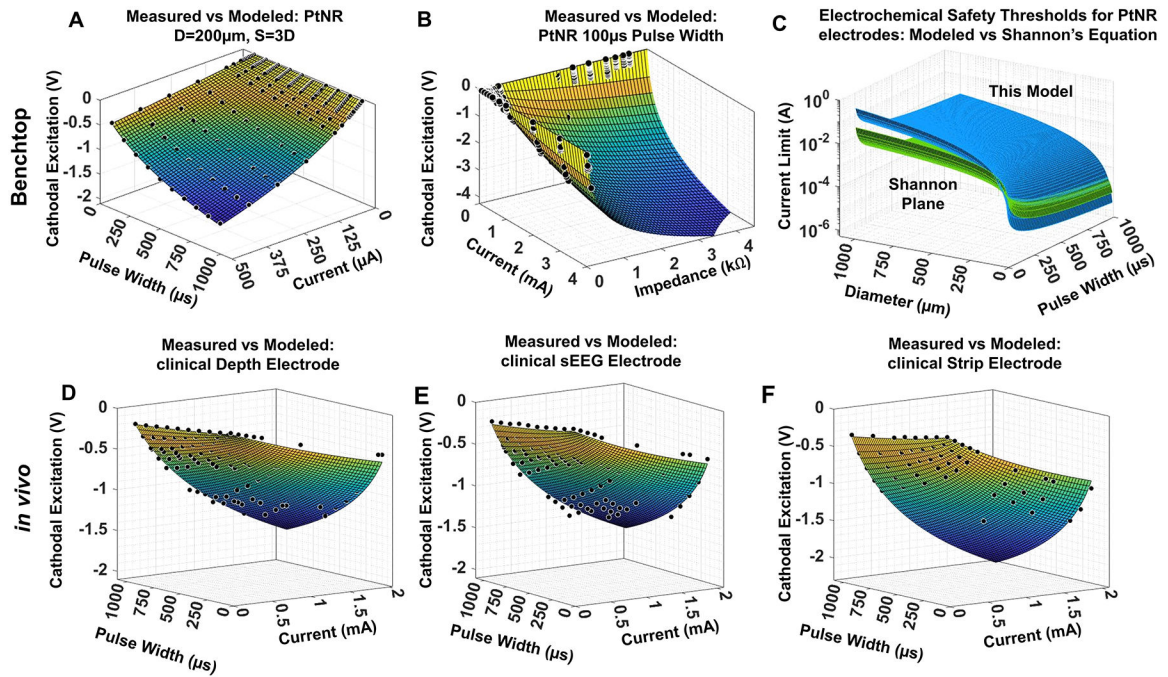 Benchtop
in vivo
A
Measured vs Modeled: PtNR
D=200µm, S=3D
Cathodal Excitation (V)
0
-0.5
-1
-1.5
-2
0
250
500
750
1000
Pulse Width (µs)
500
375
250
125
0
Current (µA)
B
Measured vs Modeled:
PtNR 100µs Pulse Width
Cathodal Excitation (V)
0
-1
-2
-3
-4
0
1
2
3
4
Current (mA)
0
1
2
3
4
Impedance (kΩ)
C
Electrochemical Safety Thresholds for PtNR
electrodes: Modeled vs Shannon's Equation
This Model
Shannon
Plane
Current Limit (A)
10^0
10^-2
10^-4
10^-6
1000
750
500
250
0
Diameter (µm)
0
250
500
750
1000
Pulse Width (µs)
D
Measured vs Modeled:
clinical Depth Electrode
Cathodal Excitation (V)
0
-0.5
-1
-1.5
-2
1000
750
500
250
0
Pulse Width (µs)
0
0.5
1
1.5
2
Current (mA)
E
Measured vs Modeled:
clinical sEEG Electrode
Cathodal Excitation (V)
0
-0.5
-1
-1.5
-2
1000
750
500
250
0
Pulse Width (µs)
0
0.5
1
1.5
2
Current (mA)
F
Measured vs Modeled:
clinical Strip Electrode
Cathodal Excitation (V)
0
-0.5
-1
-1.5
-2
1000
750
500
250
0
Pulse Width (µs)
0
0.5
1
1.5
2
Current (mA)